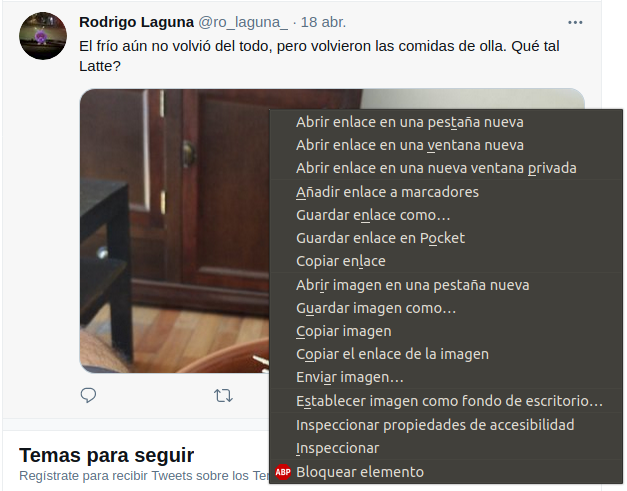 Rodrigo Laguna @ro_laguna_ · 18 abr.
El frío aún no volvió del todo, pero volvieron las comidas de olla. Qué tal
Latte?
Abrir enlace en una pestaña nueva
Abrir enlace en una ventana nueva
Abrir enlace en una nueva ventana privada
Añadir enlace a marcadores
Guardar enlace como…
Guardar enlace en Pocket
Copiar enlace
Abrir imagen en una pestaña nueva
Guardar imagen como…
Copiar imagen
Copiar el enlace de la imagen
Enviar imagen…
Establecer imagen como fondo de escritorio…
Inspeccionar propiedades de accesibilidad
Inspeccionar
ABP Bloquear elemento
Temas para seguir
Regístrate para recibir Tweets sobre los